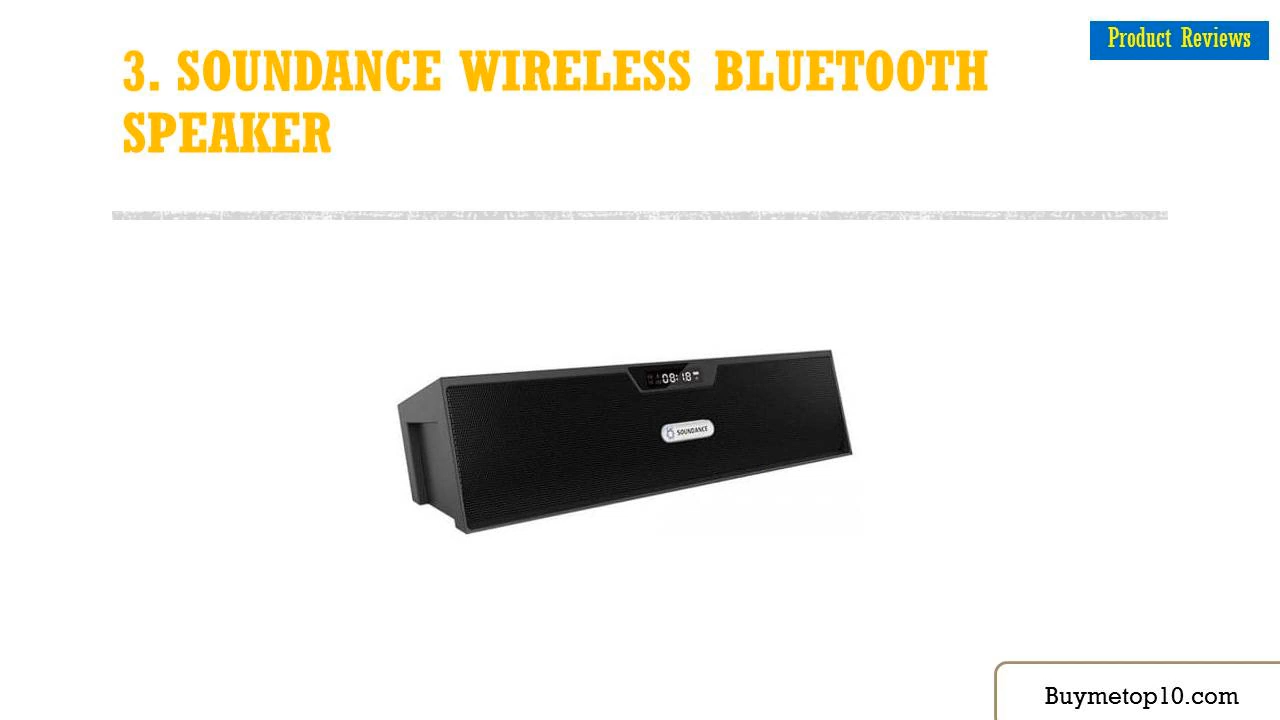 Product Reviews
3. SOUNDANCE WIRELESS BLUETOOTH
SPEAKER
08:18
SOUNDANCE
Buymetop10.com